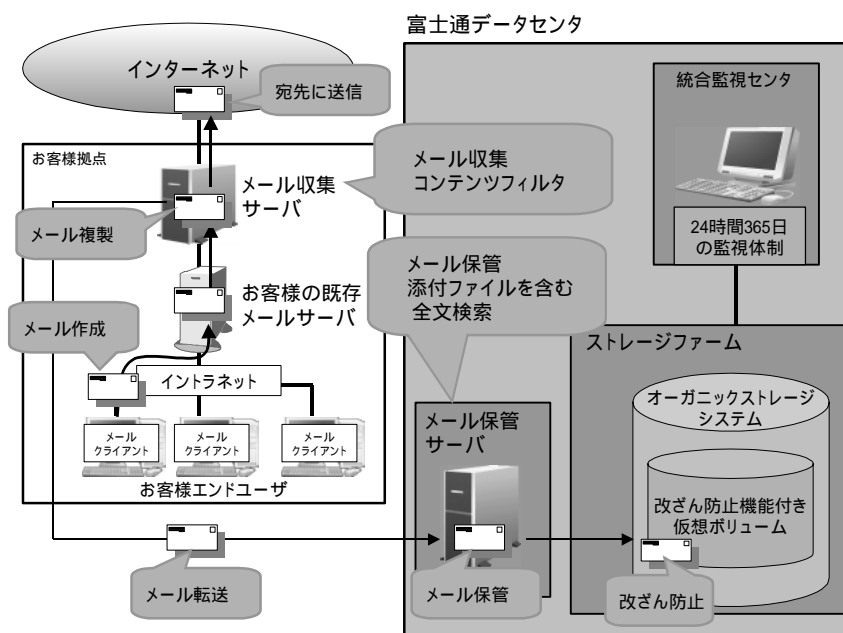 富士通データセンタ
インターネット
宛先に送信
統合監視センタ
24時間365日
の監視体制
お客様拠点
メール収集
サーバ
メール収集
コンテンツフィルタ
メール複製
お客様の既存
メールサーバ
メール保管
添付ファイルを含む
全文検索
メール作成
イントラネット
メール
クライアント
メール
クライアント
メール
クライアント
お客様エンドユーザ
ストレージファーム
オーガニックストレージ
システム
改ざん防止機能付き
仮想ボリューム
メール保管
サーバ
メール転送
メール保管
改ざん防止